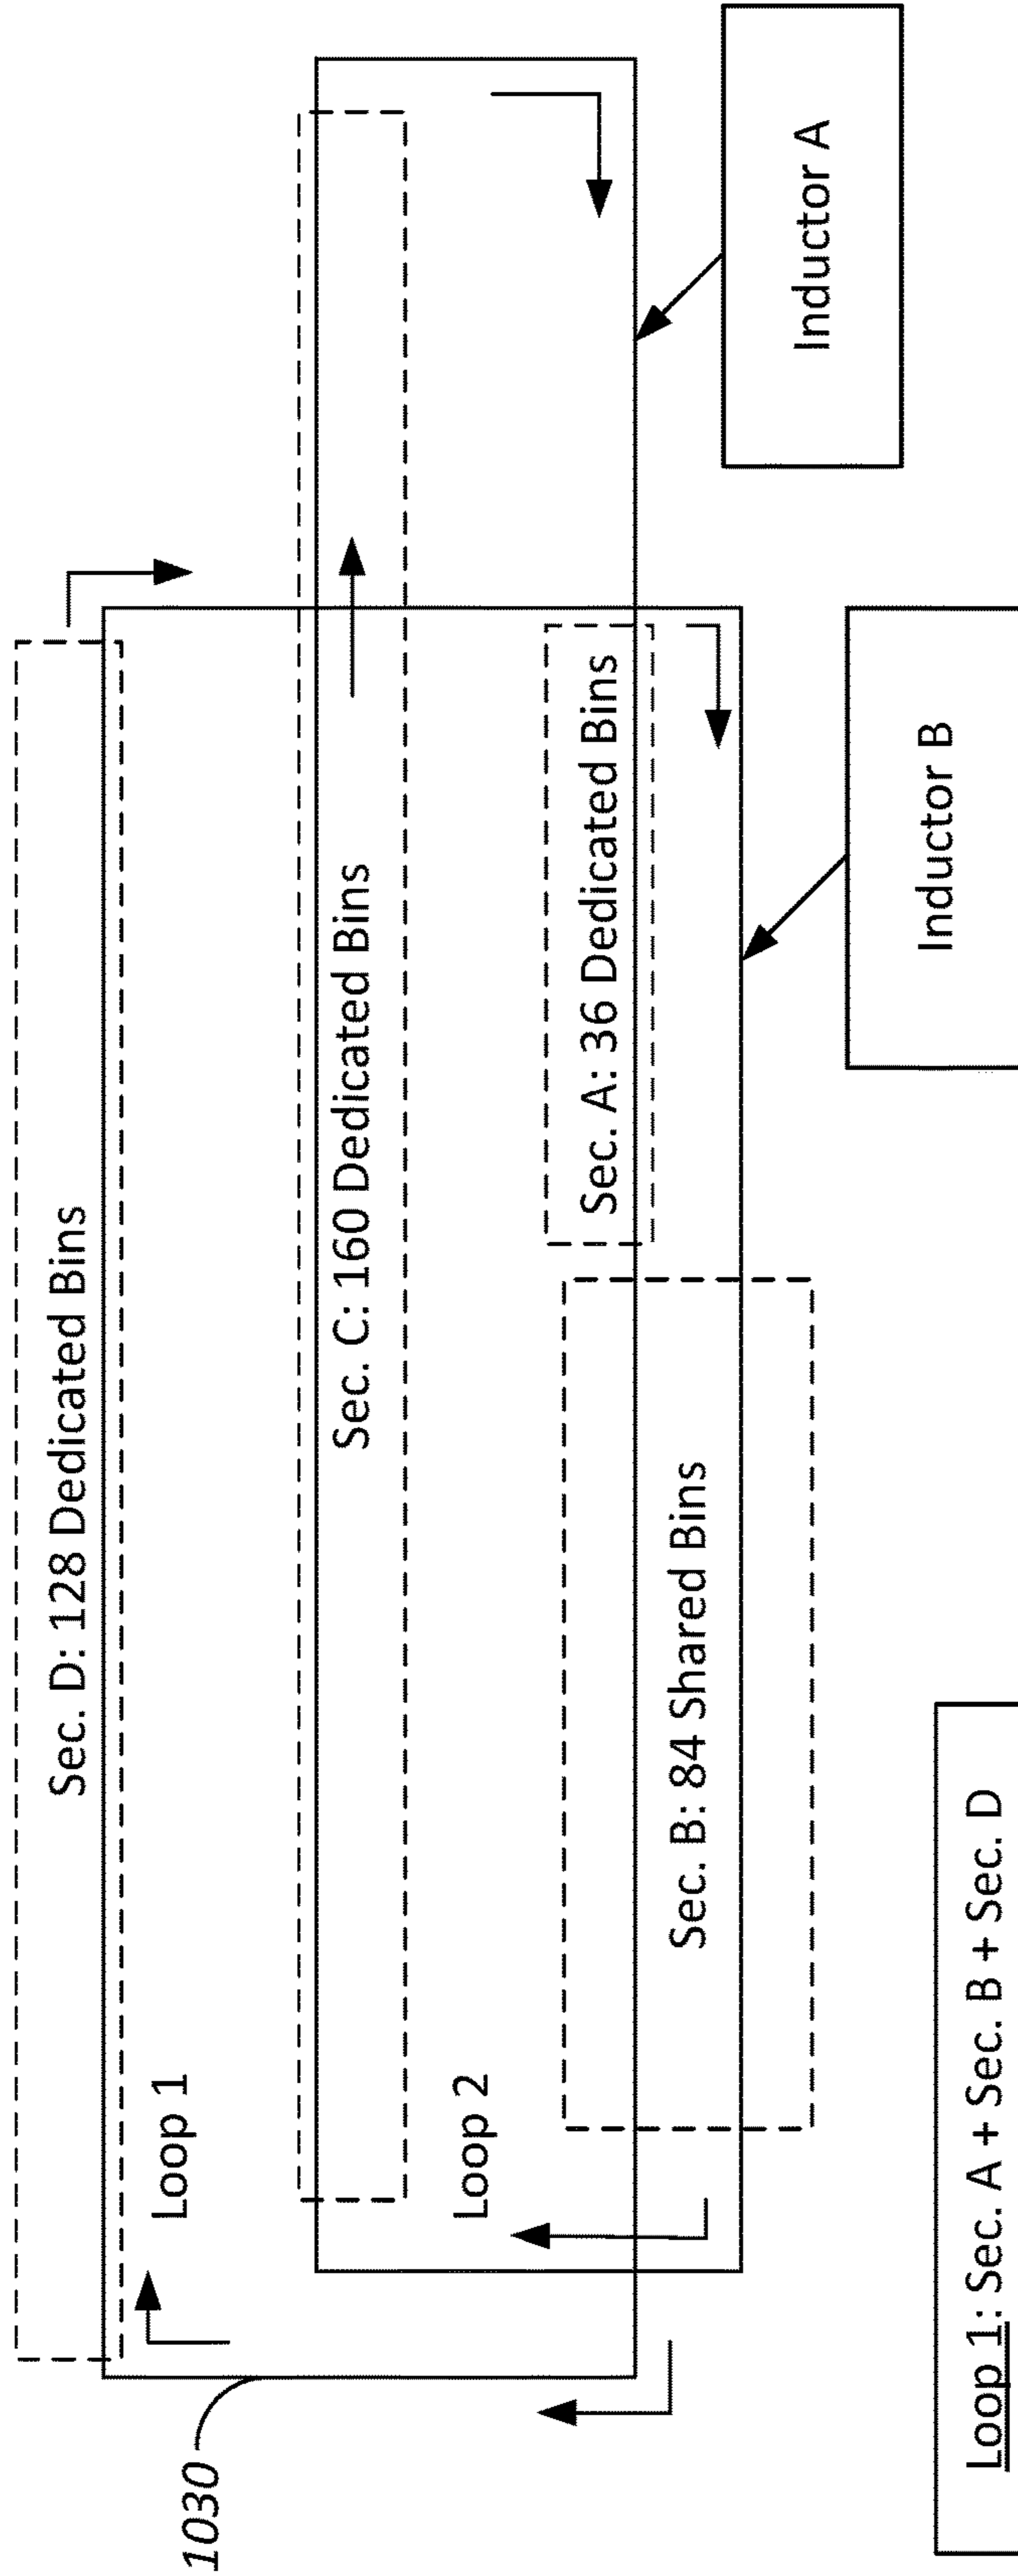 Sec. D: 128 Dedicated Bins
Loop 1
Sec. C: 160 Dedicated Bins
Loop 2
Sec. A: 36 Dedicated Bins
Sec. B: 84 Shared Bins
Inductor A
Inductor B
1030
Loop 1: Sec. A + Sec. B + Sec. D